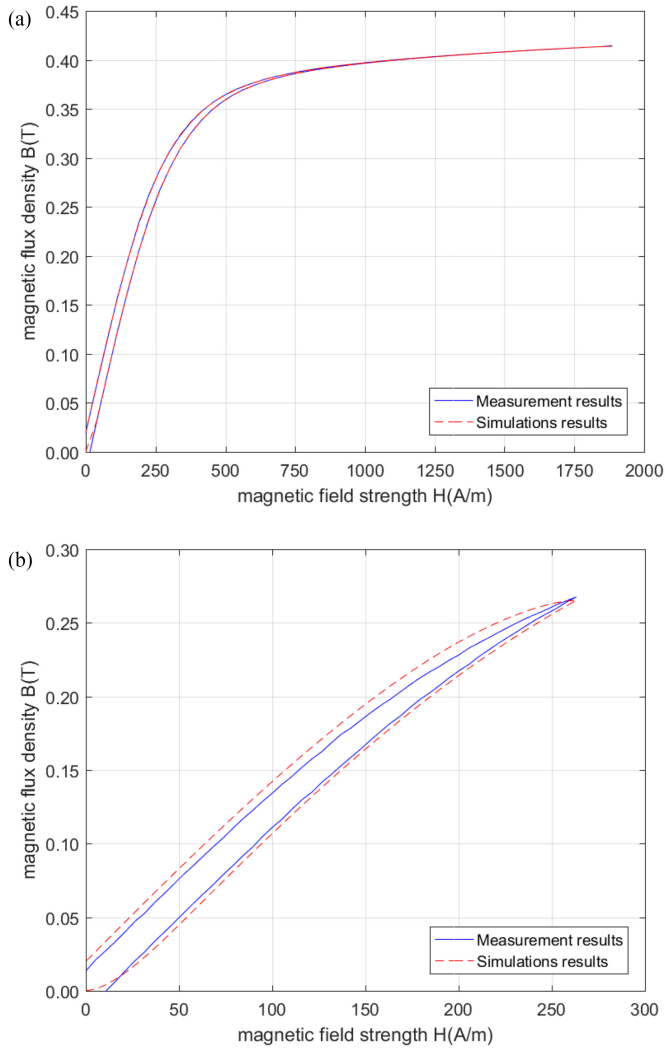 (a)
0.45
0.40
0.35
0.30
0.25
0.20
0.15
0.10
0.05
0.00
magnetic flux density B(T)
0 250 500 750 1000 1250 1500 1750 2000
magnetic field strength H(A/m)
Measurement results
Simulations results
(b)
0.30
0.25
0.20
0.15
0.10
0.05
0.00
magnetic flux density B(T)
0 50 100 150 200 250 300
magnetic field strength H(A/m)
Measurement results
Simulations results